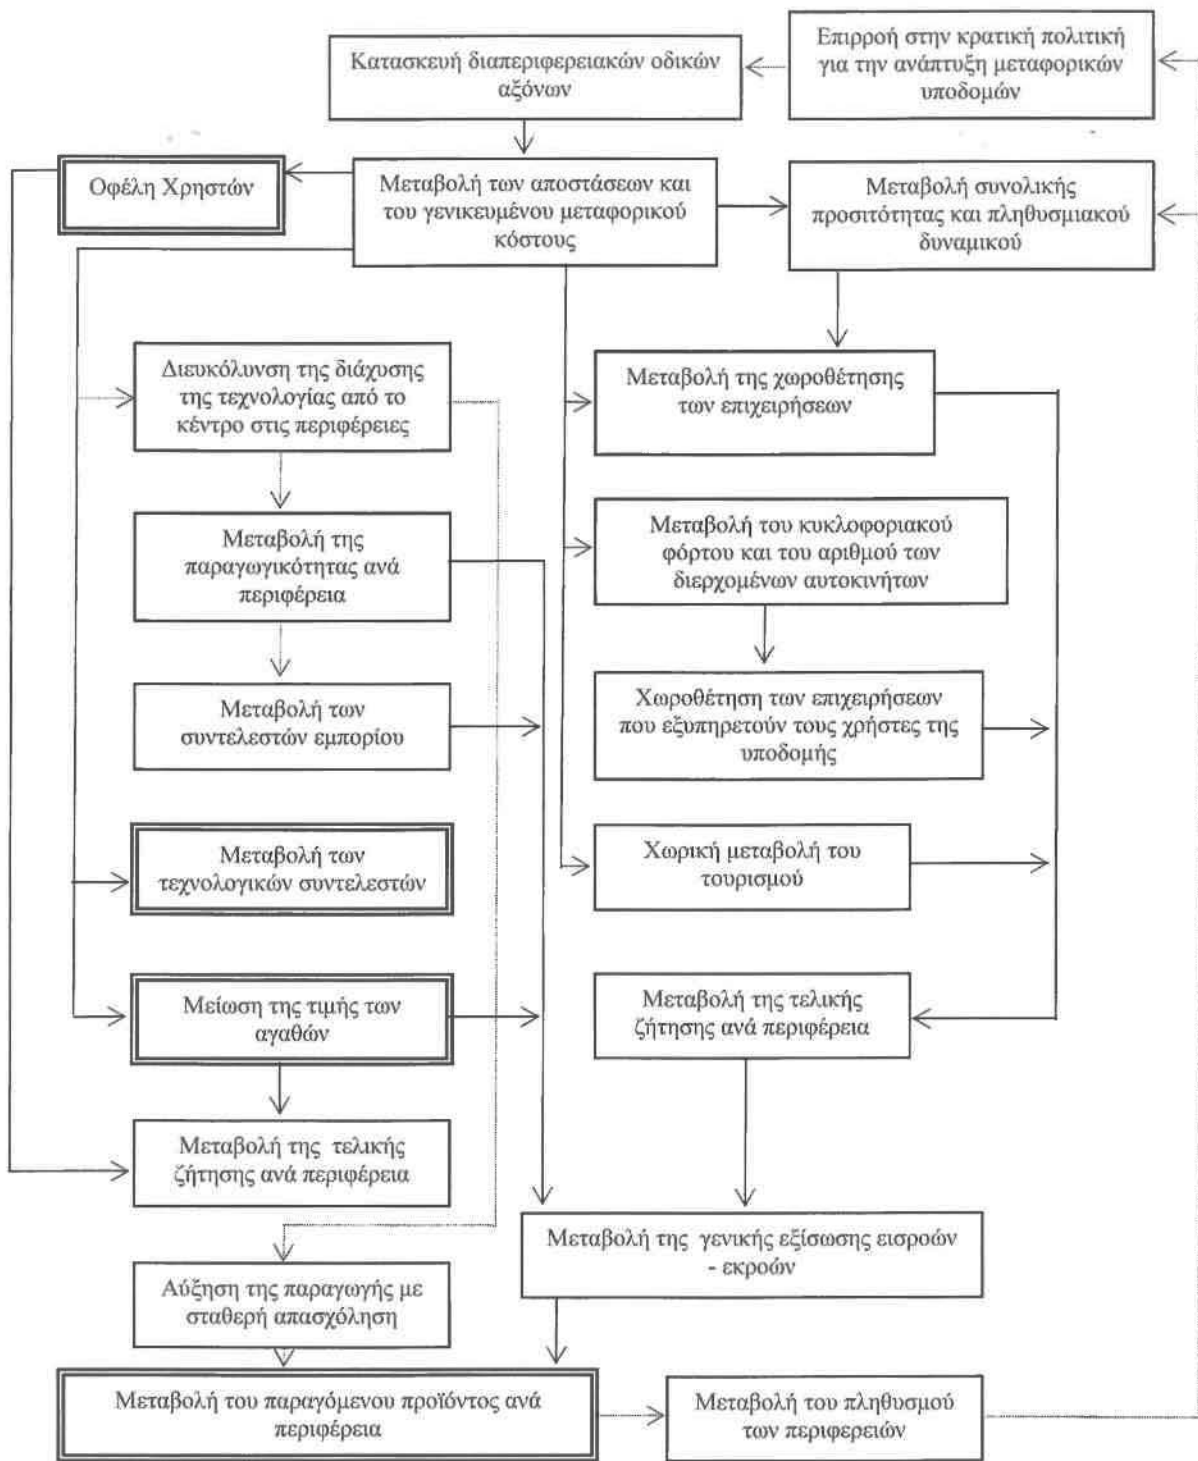 Κατασκευή διαπεριφερειακών οδικών
αξόνων
Επιρροή στην κρατική πολιτική
για την ανάπτυξη μεταφορικών
υποδομών
Οφέλη Χρηστών
Μεταβολή των αποστάσεων και
του γενικευμένου μεταφορικού
κόστους
Μεταβολή συνολικής
προσιτότητας και πληθυσμιακού
δυναμικού
Διευκόλυνση της διάχυσης
της τεχνολογίας από το
κέντρο στις περιφέρειες
Μεταβολή της χωροθέτησης
των επιχειρήσεων
Μεταβολή της
παραγωγικότητας ανά
περιφέρεια
Μεταβολή του κυκλοφοριακού
φόρτου και του αριθμού των
διερχομένων αυτοκινήτων
Μεταβολή των
συντελεστών εμπορίου
Χωροθέτηση των επιχειρήσεων
που εξυπηρετούν τους χρήστες της
υποδομής
Μεταβολή των
τεχνολογικών συντελεστών
Χωρική μεταβολή του
τουρισμού
Μείωση της τιμής των
αγαθών
Μεταβολή της τελικής
ζήτησης ανά περιφέρεια
Μεταβολή της τελικής
ζήτησης ανά περιφέρεια
Μεταβολή της γενικής εξίσωσης εισροών
- εκροών
Αύξηση της παραγωγής με
σταθερή απασχόληση
Μεταβολή του παραγόμενου προϊόντος ανά
περιφέρεια
Μεταβολή του πληθυσμού
των περιφερειών